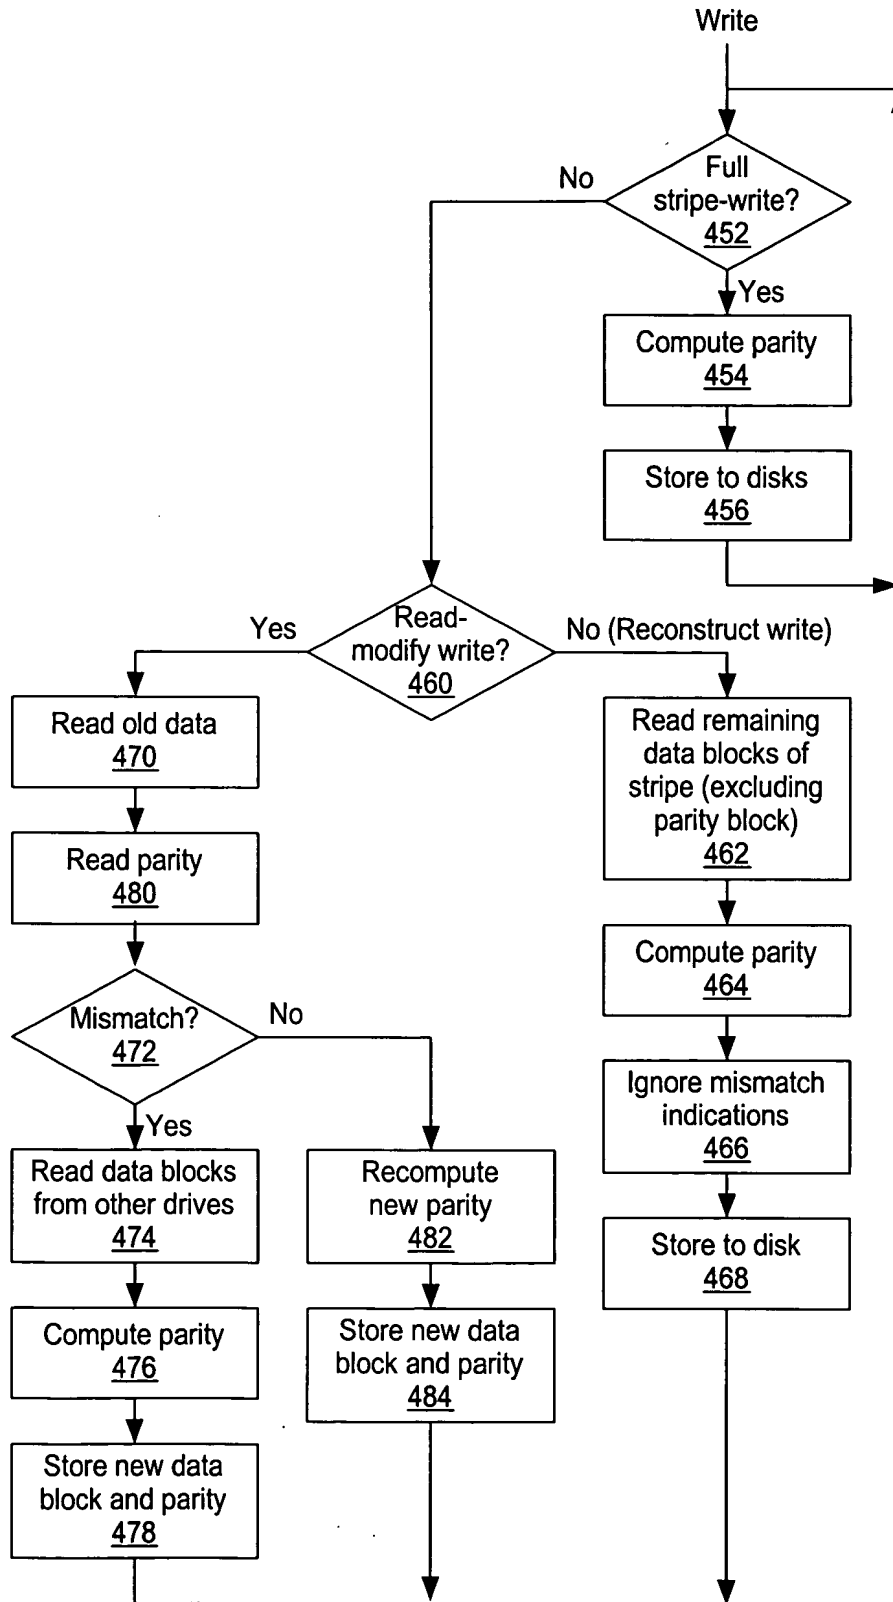 Write
Full
stripe-write?
452
No
Yes
Compute parity
454
Store to disks
456
Read-
modify write?
460
Yes
No (Reconstruct write)
Read old data
470
Read parity
480
Mismatch?
472
No
Yes
Read data blocks
from other drives
474
Compute parity
476
Store new data
block and parity
478
Recompute
new parity
482
Store new data
block and parity
484
Read remaining
data blocks of
stripe (excluding
parity block)
462
Compute parity
464
Ignore mismatch
indications
466
Store to disk
468